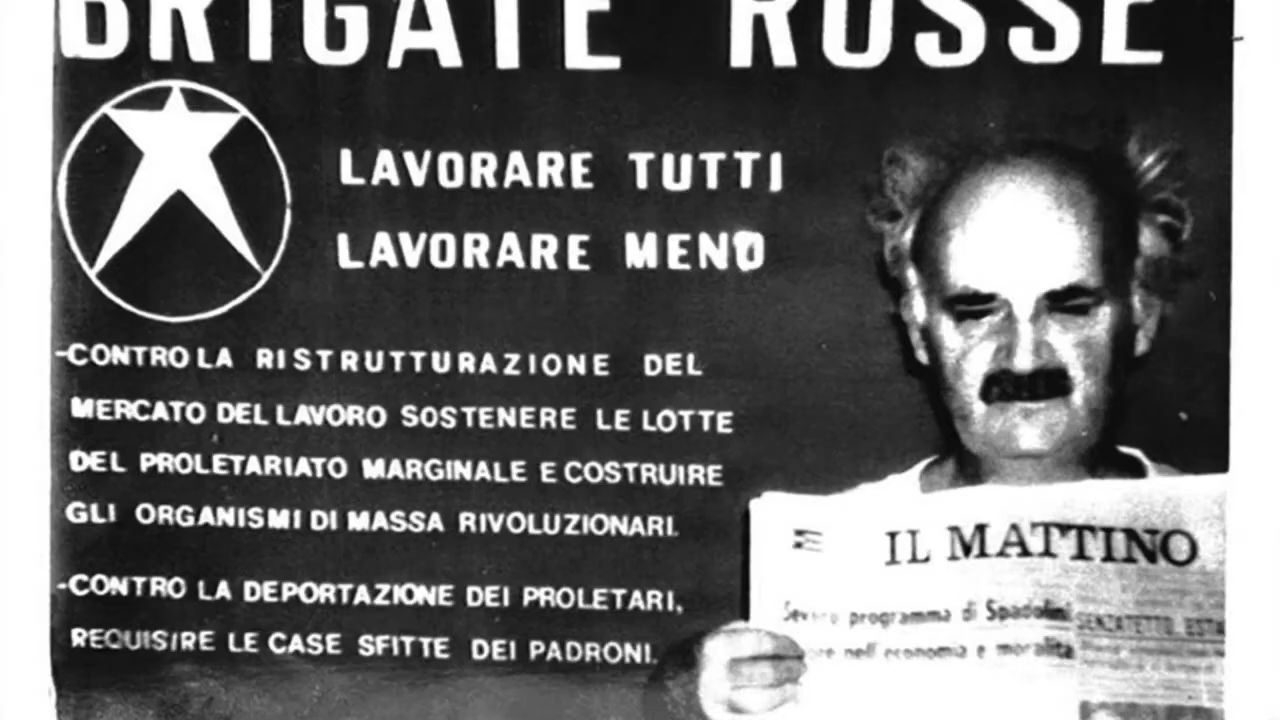 BRIGATE ROSSE
LAVORARE TUTTI
LAVORARE MENO
-CONTRO LA RISTRUTTURAZIONE DEL
MERCATO DEL LAVORO SOSTENERE LE LOTTE
DEL PROLETARIATO MARGINALE E COSTRUIRE
GLI ORGANISMI DI MASSA RIVOLUZIONARI.
-CONTRO LA DEPORTAZIONE DEI PROLETARI,
REQUISIRE LE CASE SFITTE DEI PADRONI.
IL MATTINO
Severo programma di Spadolini
nell'economia e moralità
SENZATETTO